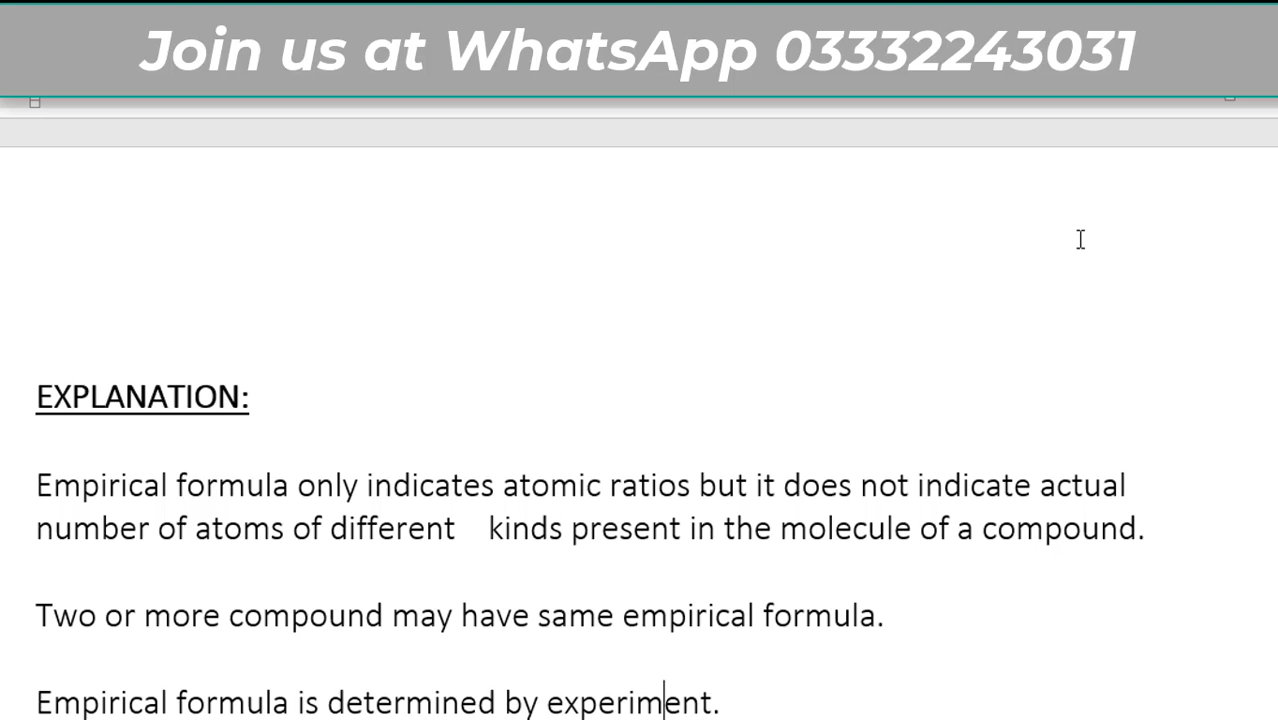 Join us at WhatsApp 03332243031
EXPLANATION:
Empirical formula only indicates atomic ratios but it does not indicate actual
number of atoms of different kinds present in the molecule of a compound.
Two or more compound may have same empirical formula.
Empirical formula is determined by experiment.